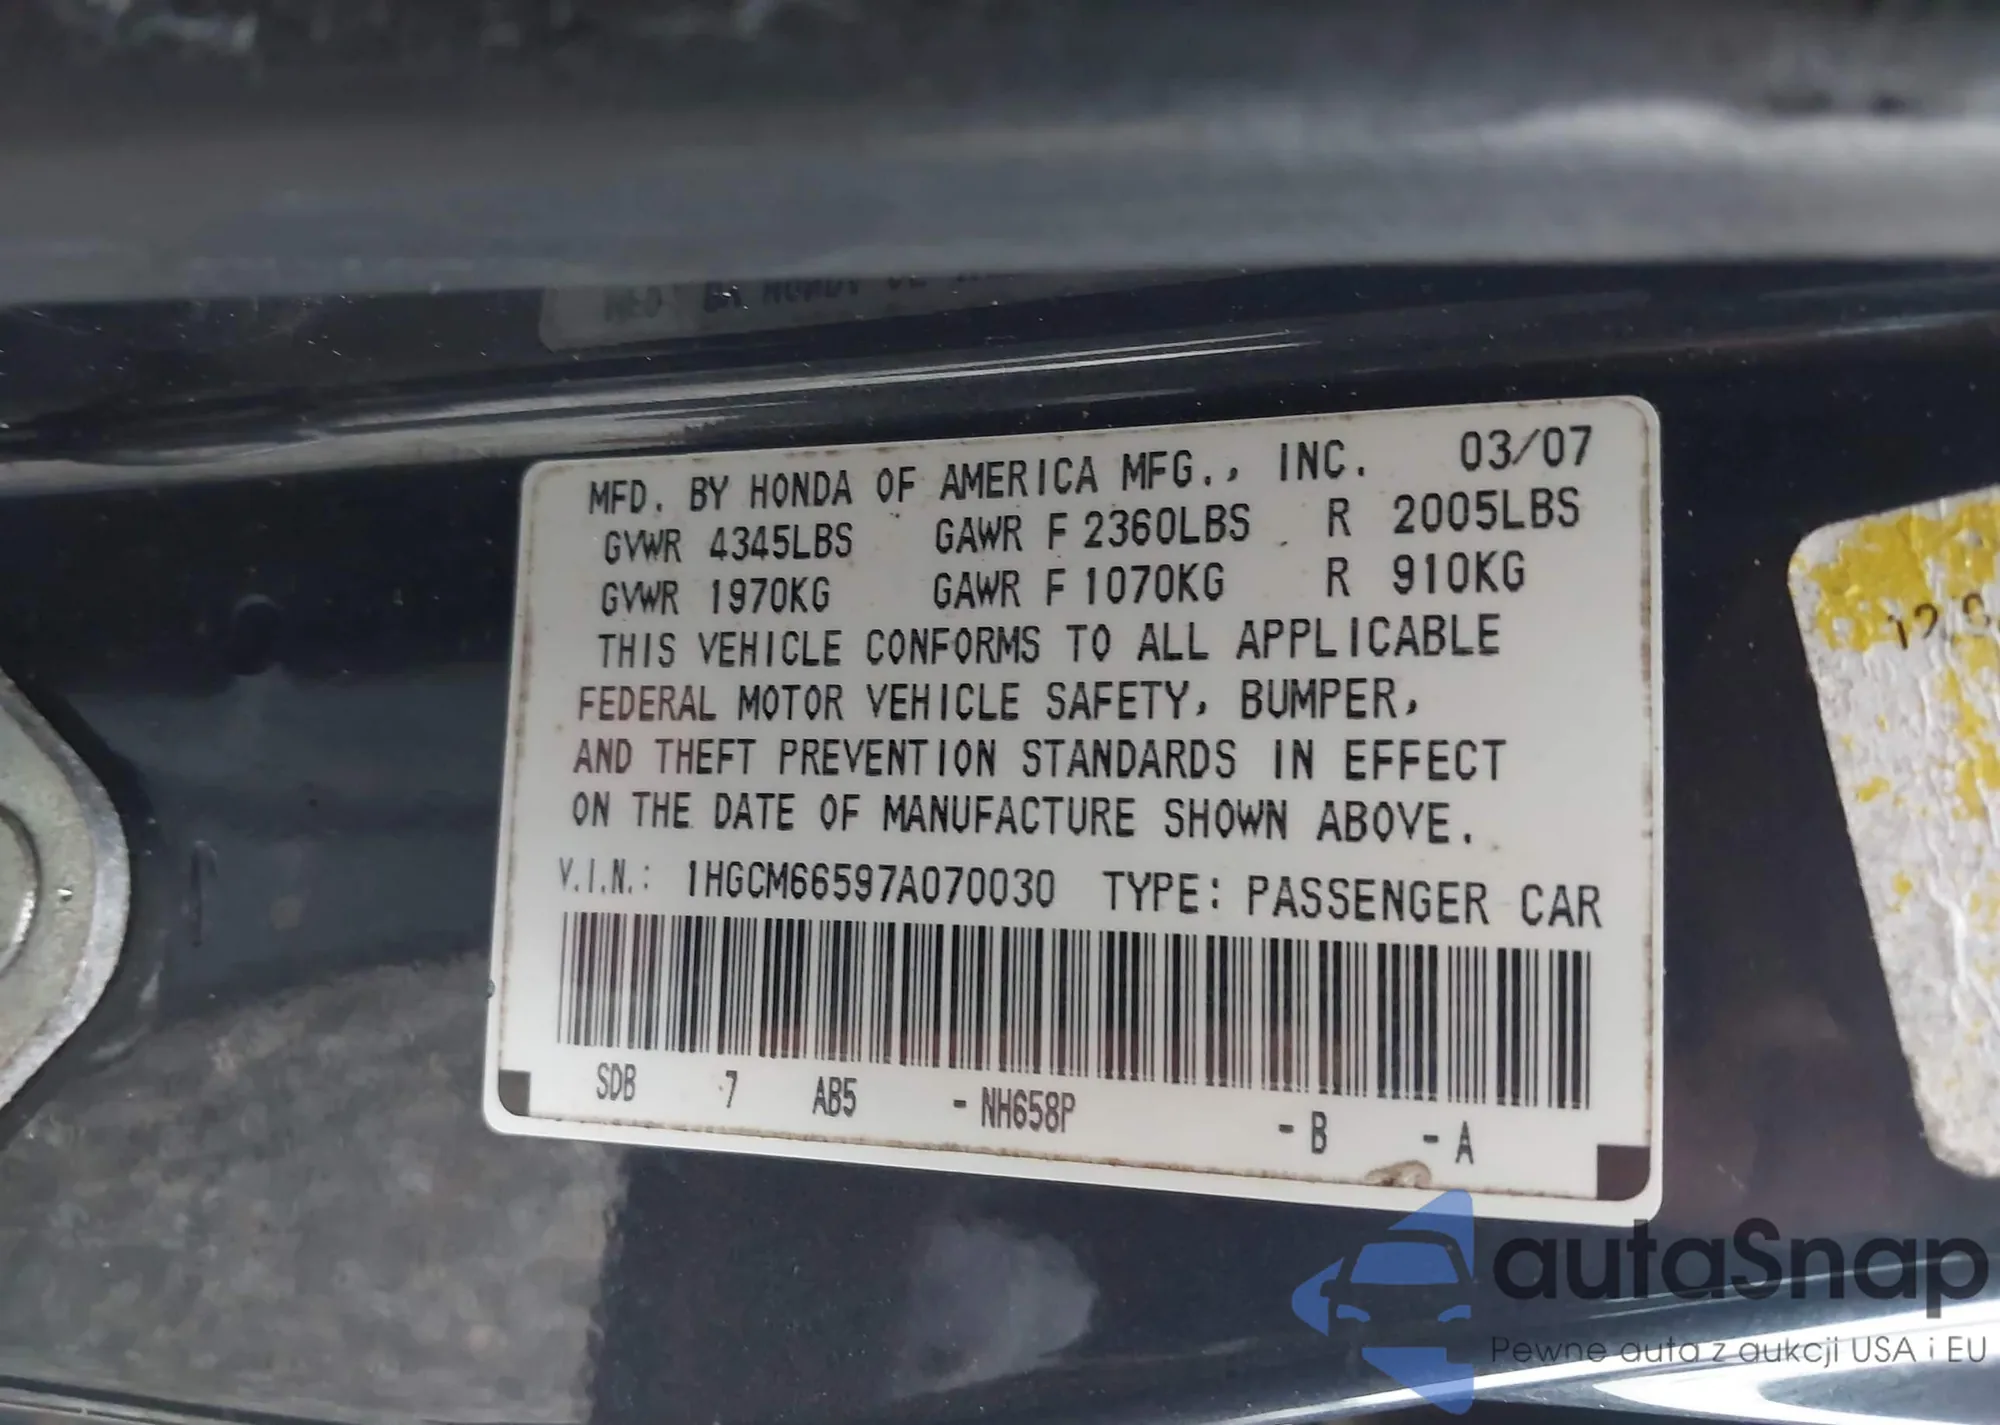 MFD. BY HONDA OF AMERICA MFG., INC. 03/07
GVWR 4345LBS GAWR F 2360LBS R 2005LBS
GVWR 1970KG GAWR F 1070KG R 910KG
THIS VEHICLE CONFORMS TO ALL APPLICABLE
FEDERAL MOTOR VEHICLE SAFETY, BUMPER,
AND THEFT PREVENTION STANDARDS IN EFFECT
ON THE DATE OF MANUFACTURE SHOWN ABOVE.
V.I.N.: 1HGCM66597A070030 TYPE: PASSENGER CAR
SDB 7 AB5 - NH658P - B - A
autaSnap
Pewne auta z aukcji USA i EU